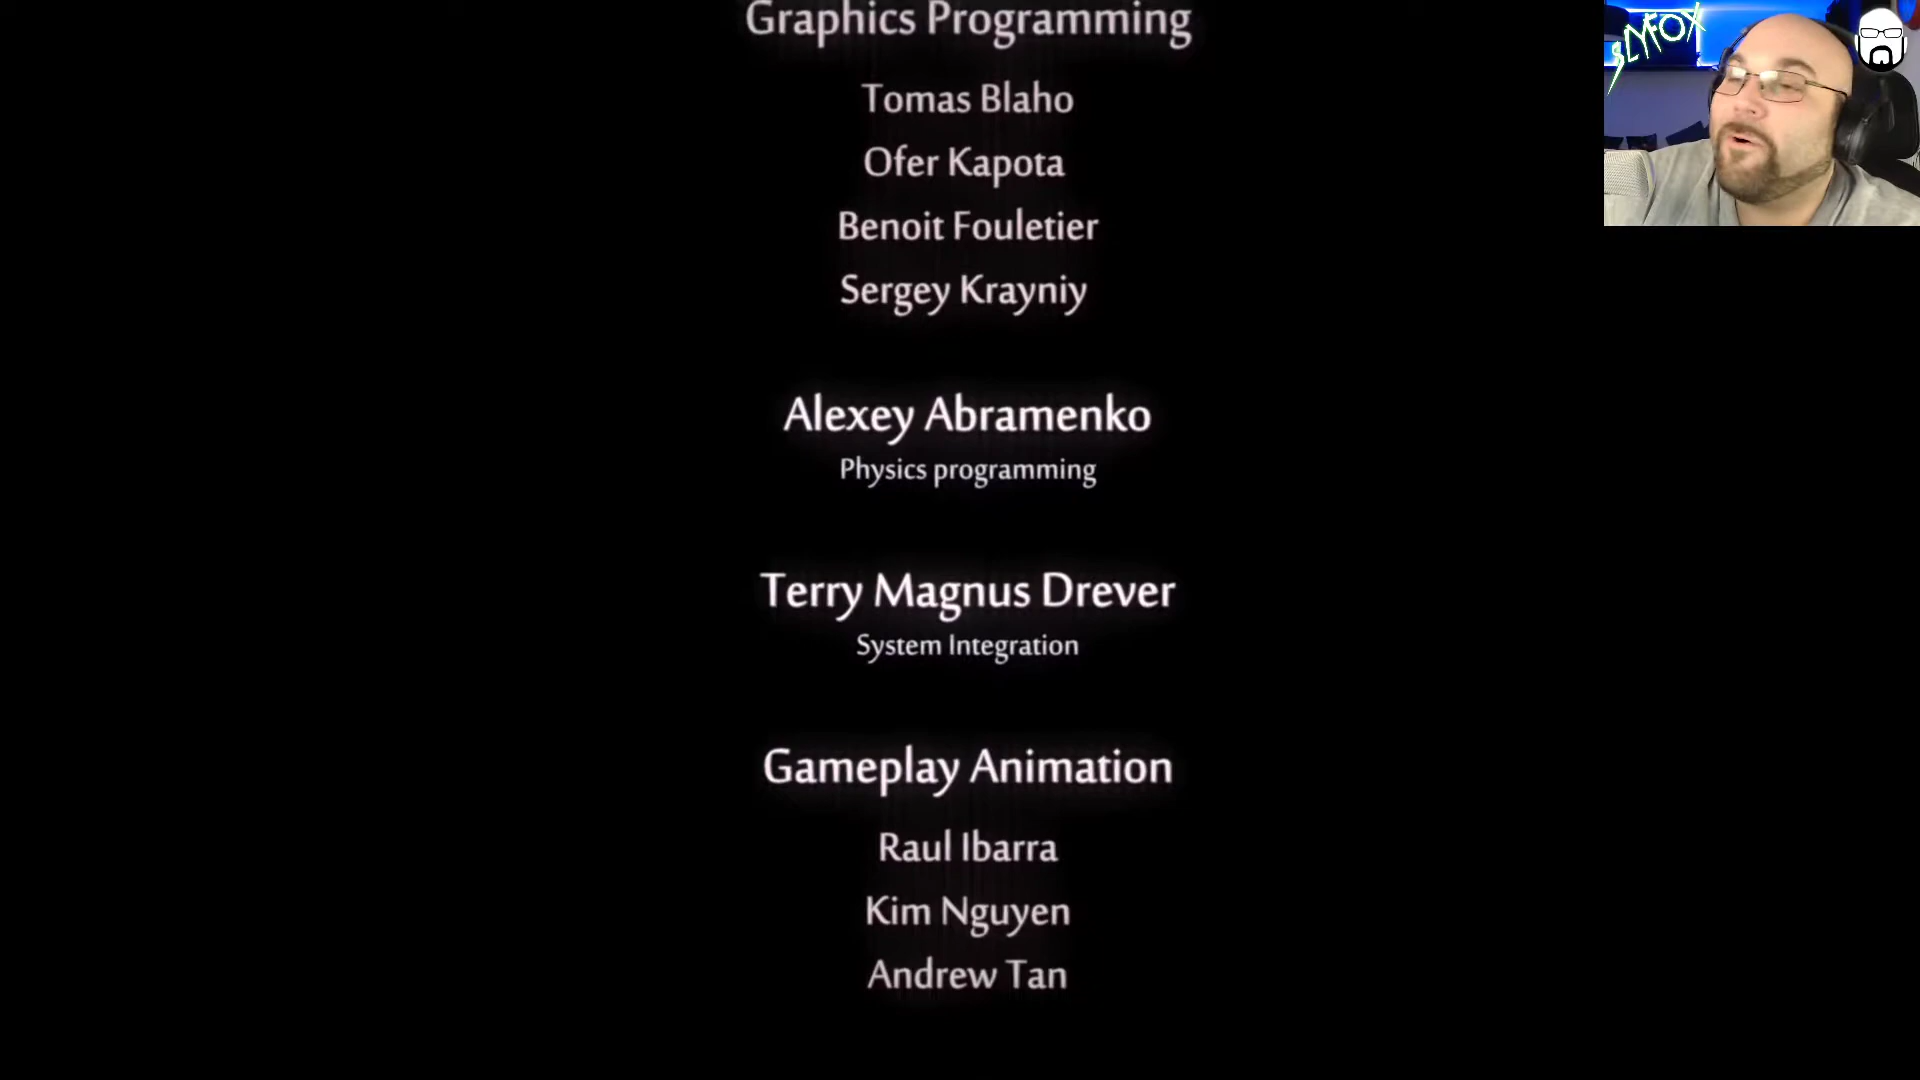 Graphics Programming
Tomas Blaho
Ofer Kapota
Benoit Fouletier
Sergey Krayniy
Alexey Abramenko
Physics programming
Terry Magnus Drever
System Integration
Gameplay Animation
Raul Ibarra
Kim Nguyen
Andrew Tan
SLYFOX